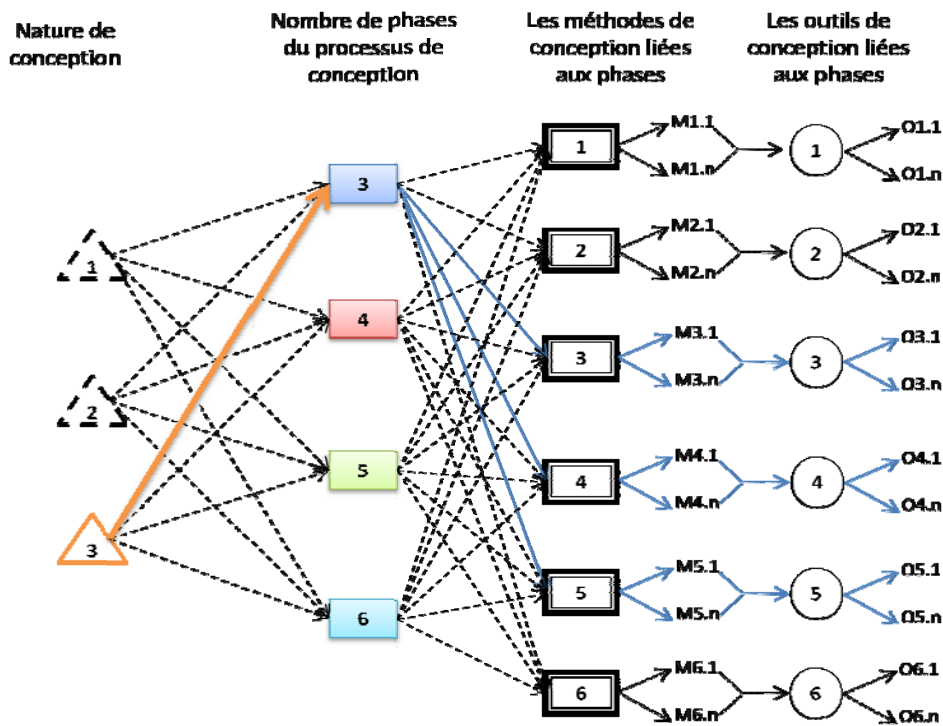 Nature de
conception
Nombre de phases
du processus de
conception
Les méthodes de
conception liées
aux phases
Les outils de
conception liées
aux phases
1
2
3
3
4
5
6
1
M1.1
M1.n
1
O1.1
O1.n
2
M2.1
M2.n
2
O2.1
O2.n
3
M3.1
M3.n
3
O3.1
O3.n
4
M4.1
M4.n
4
O4.1
O4.n
5
M5.1
M5.n
5
O5.1
O5.n
6
M6.1
M6.n
6
O6.1
O6.n